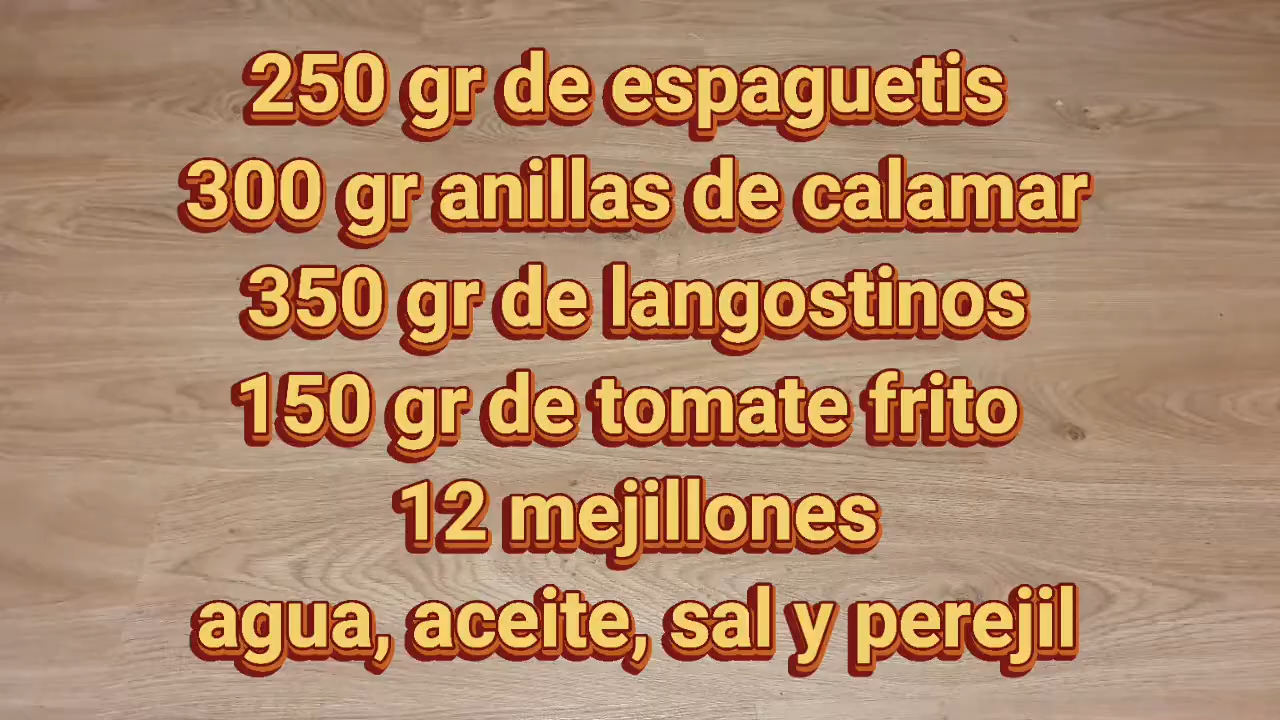 250 gr de espaguetis
300 gr anillas de calamar
350 gr de langostinos
150 gr de tomate frito
12 mejillones
agua, aceite, sal y perejil